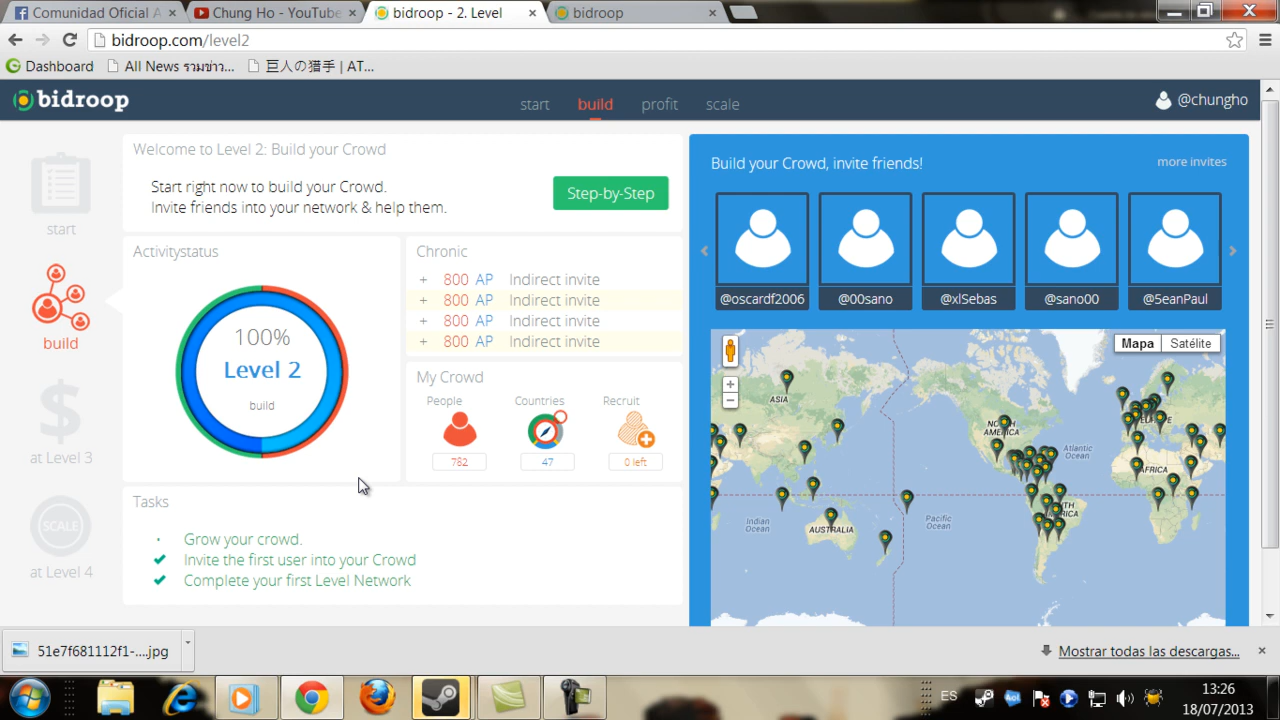 Comunidad Oficial A
Chung Ho - YouTube
bidroop - 2. Level
bidroop
bidroop.com/level2
Dashboard
All News รวมข่าว...
巨人の猎手 | AT...
bidroop
start
build
profit
scale
@chungho
start
build
at Level 3
SCALE
at Level 4
Welcome to Level 2: Build your Crowd
Start right now to build your Crowd.
Invite friends into your network & help them.
Step-by-Step
Activitystatus
100%
Level 2
build
Chronic
+ 800 AP Indirect invite
+ 800 AP Indirect invite
+ 800 AP Indirect invite
+ 800 AP Indirect invite
My Crowd
People
Countries
Recruit
782
47
0 left
Tasks
Grow your crowd.
Invite the first user into your Crowd
Complete your first Level Network
Build your Crowd, invite friends!
more invites
@oscardf2006
@00sano
@xlSebas
@sano00
@5eanPaul
Mapa
Satélite
ASIA
NORTH AMERICA
Atlantic Ocean
EUROPE
AFRICA
Indian Ocean
AUSTRALIA
Pacific Ocean
SOUTH AMERICA
51e7f681112f1-....jpg
Mostrar todas las descargas...
ES
Aol
13:26
18/07/2013